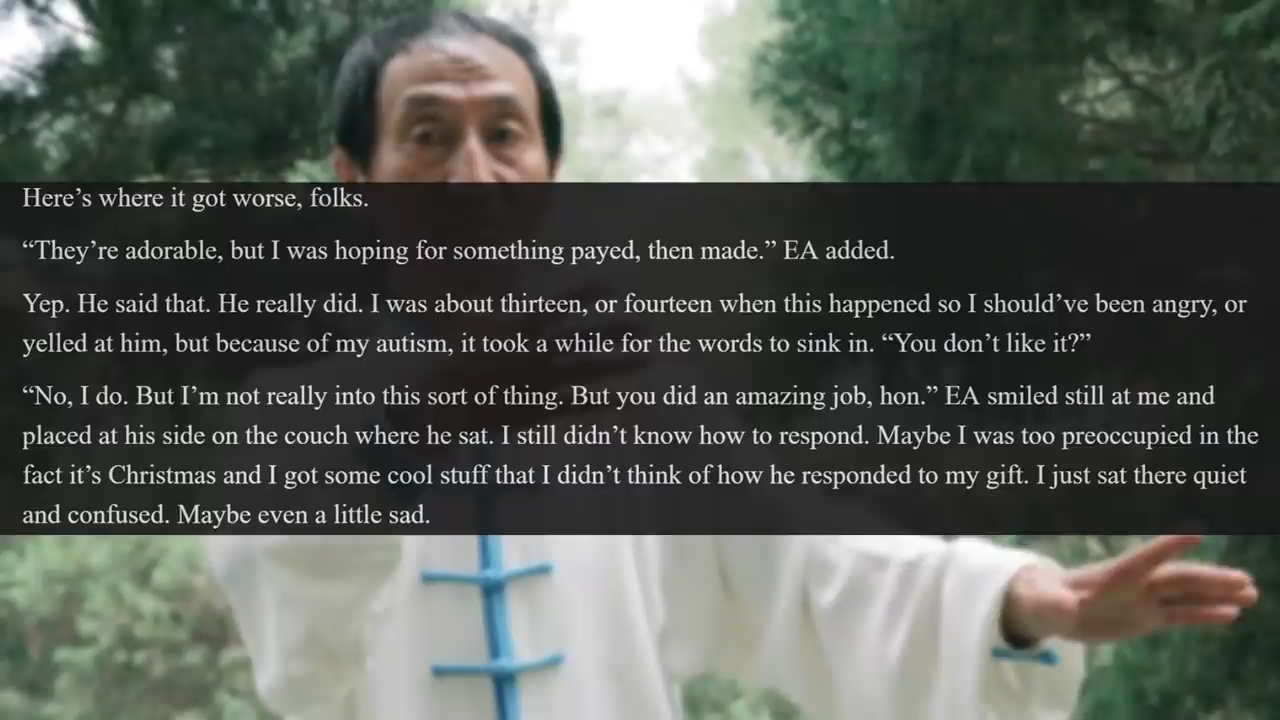 Here’s where it got worse, folks.
“They’re adorable, but I was hoping for something payed, then made.” EA added.
Yep. He said that. He really did. I was about thirteen, or fourteen when this happened so I should’ve been angry, or
yelled at him, but because of my autism, it took a while for the words to sink in. “You don’t like it?”
“No, I do. But I’m not really into this sort of thing. But you did an amazing job, hon.” EA smiled still at me and
placed at his side on the couch where he sat. I still didn’t know how to respond. Maybe I was too preoccupied in the
fact it’s Christmas and I got some cool stuff that I didn’t think of how he responded to my gift. I just sat there quiet
and confused. Maybe even a little sad.